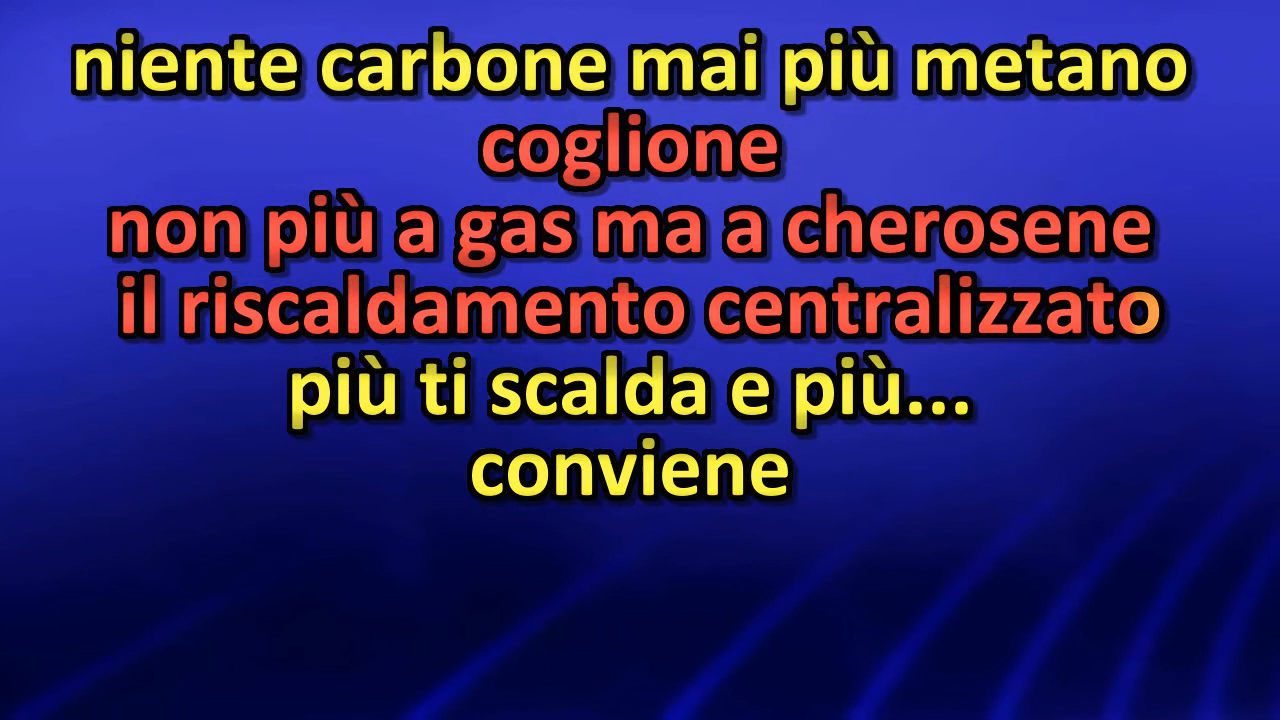 niente carbone mai più metano
coglione
non più a gas ma a cherosene
il riscaldamento centralizzato
più ti scalda e più...
conviene